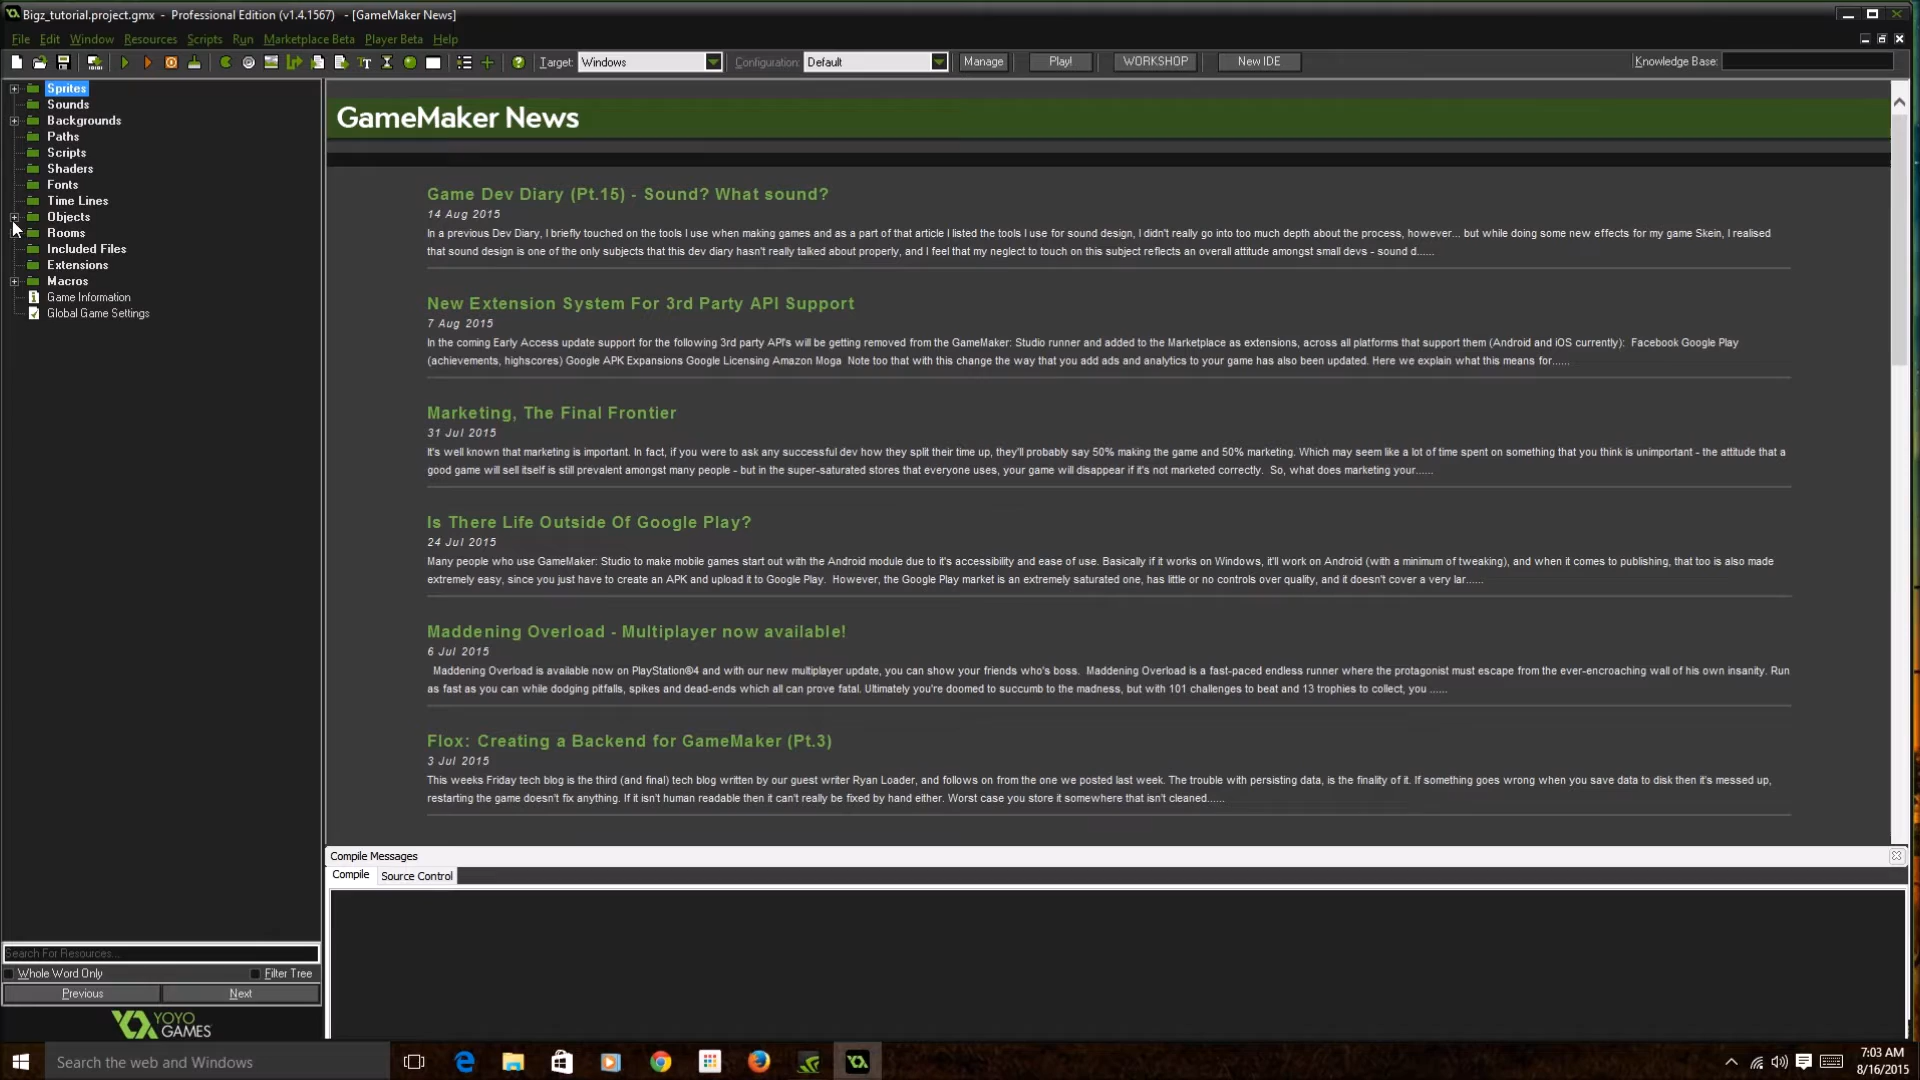 Bigz_tutorial.project.gmx - Professional Edition (v1.4.1567) - [GameMaker News]
File Edit Window Resources Scripts Run Marketplace Beta Player Beta Help
Target: Windows Configuration: Default Manage Play! WORKSHOP New IDE Knowledge Base:
Sprites
Sounds
Backgrounds
Paths
Scripts
Shaders
Fonts
Time Lines
Objects
Rooms
Included Files
Extensions
Macros
Game Information
Global Game Settings
Search For Resources...
Whole Word Only Filter Tree
Previous Next
YOYO
GAMES
GameMaker News
Game Dev Diary (Pt.15) - Sound? What sound?
14 Aug 2015
In a previous Dev Diary, I briefly touched on the tools I use when making games and as a part of that article I listed the tools I use for sound design, I didn't really go into too much depth about the process, however... but while doing some new effects for my game Skein, I realised
that sound design is one of the only subjects that this dev diary hasn't really talked about properly, and I feel that my neglect to touch on this subject reflects an overall attitude amongst small devs - sound d......
New Extension System For 3rd Party API Support
7 Aug 2015
In the coming Early Access update support for the following 3rd party API's will be getting removed from the GameMaker: Studio runner and added to the Marketplace as extensions, across all platforms that support them (Android and iOS currently): Facebook Google Play
(achievements, highscores) Google APK Expansions Google Licensing Amazon Moga Note too that with this change the way that you add ads and analytics to your game has also been updated. Here we explain what this means for......
Marketing, The Final Frontier
31 Jul 2015
It's well known that marketing is important. In fact, if you were to ask any successful dev how they split their time up, they'll probably say 50% making the game and 50% marketing. Which may seem like a lot of time spent on something that you think is unimportant - the attitude that a
good game will sell itself is still prevalent amongst many people - but in the super-saturated stores that everyone uses, your game will disappear if it's not marketed correctly. So, what does marketing your......
Is There Life Outside Of Google Play?
24 Jul 2015
Many people who use GameMaker: Studio to make mobile games start out with the Android module due to it's accessibility and ease of use. Basically if it works on Windows, it'll work on Android (with a minimum of tweaking), and when it comes to publishing, that too is also made
extremely easy, since you just have to create an APK and upload it to Google Play. However, the Google Play market is an extremely saturated one, has little or no controls over quality, and it doesn't cover a very lar......
Maddening Overload - Multiplayer now available!
6 Jul 2015
Maddening Overload is available now on PlayStation®4 and with our new multiplayer update, you can show your friends who's boss. Maddening Overload is a fast-paced endless runner where the protagonist must escape from the ever-encroaching wall of his own insanity. Run
as fast as you can while dodging pitfalls, spikes and dead-ends which all can prove fatal. Ultimately you're doomed to succumb to the madness, but with 101 challenges to beat and 13 trophies to collect, you ......
Flox: Creating a Backend for GameMaker (Pt.3)
3 Jul 2015
This weeks Friday tech blog is the third (and final) tech blog written by our guest writer Ryan Loader, and follows on from the one we posted last week. The trouble with persisting data, is the finality of it. If something goes wrong when you save data to disk then it's messed up,
restarting the game doesn't fix anything. If it isn't human readable then it can't really be fixed by hand either. Worst case you store it somewhere that isn't cleaned......
Compile Messages
Compile Source Control
Search the web and Windows
7:03 AM
8/16/2015